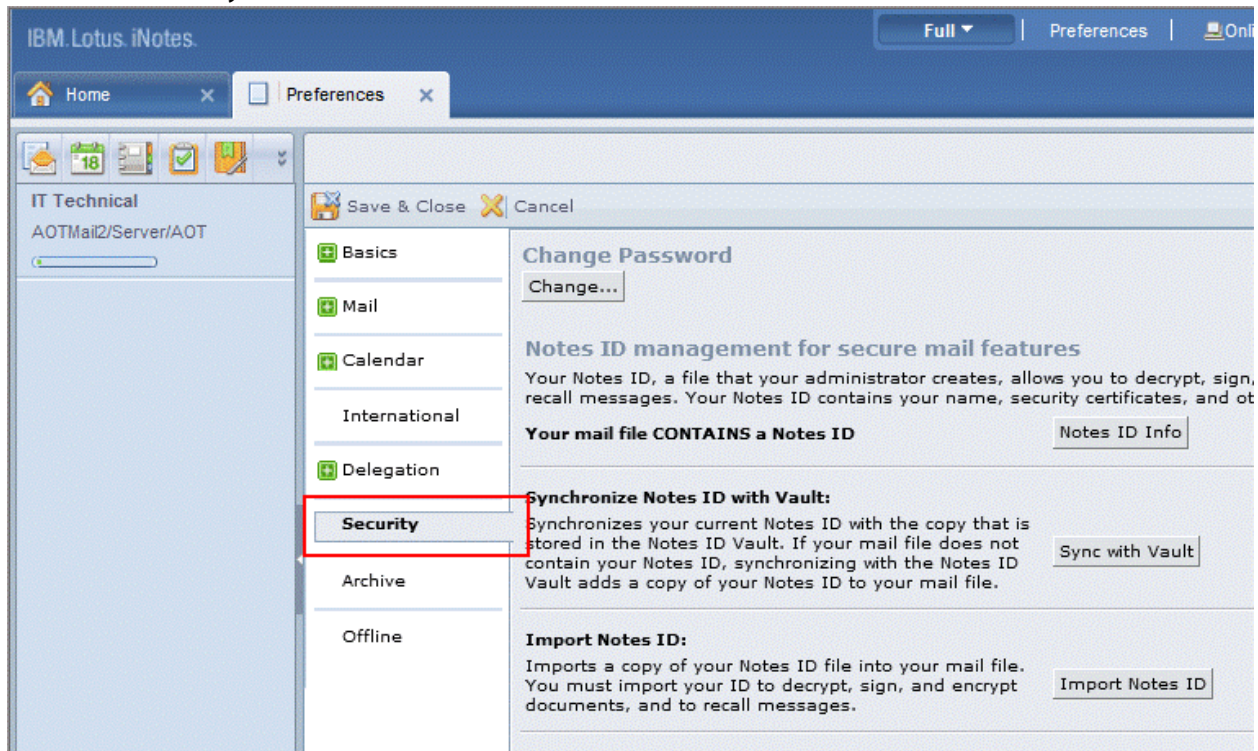 IBM.Lotus.iNotes.
Full
Preferences
Home
Preferences
18
IT Technical
AOTMail2/Server/AOT
Save & Close
Cancel
Basics
Mail
Calendar
International
Delegation
Security
Archive
Offline
Change Password
Change...
Notes ID management for secure mail features
Your Notes ID, a file that your administrator creates, allows you to decrypt, sign,
recall messages. Your Notes ID contains your name, security certificates, and
Your mail file CONTAINS a Notes ID
Notes ID Info
Synchronize Notes ID with Vault:
Synchronizes your current Notes ID with the copy that is
stored in the Notes ID Vault. If your mail file does not
contain your Notes ID, synchronizing with the Notes ID
Vault adds a copy of your Notes ID to your mail file.
Sync with Vault
Import Notes ID:
Imports a copy of your Notes ID file into your mail file.
You must import your ID to decrypt, sign, and encrypt
documents, and to recall messages.
Import Notes ID